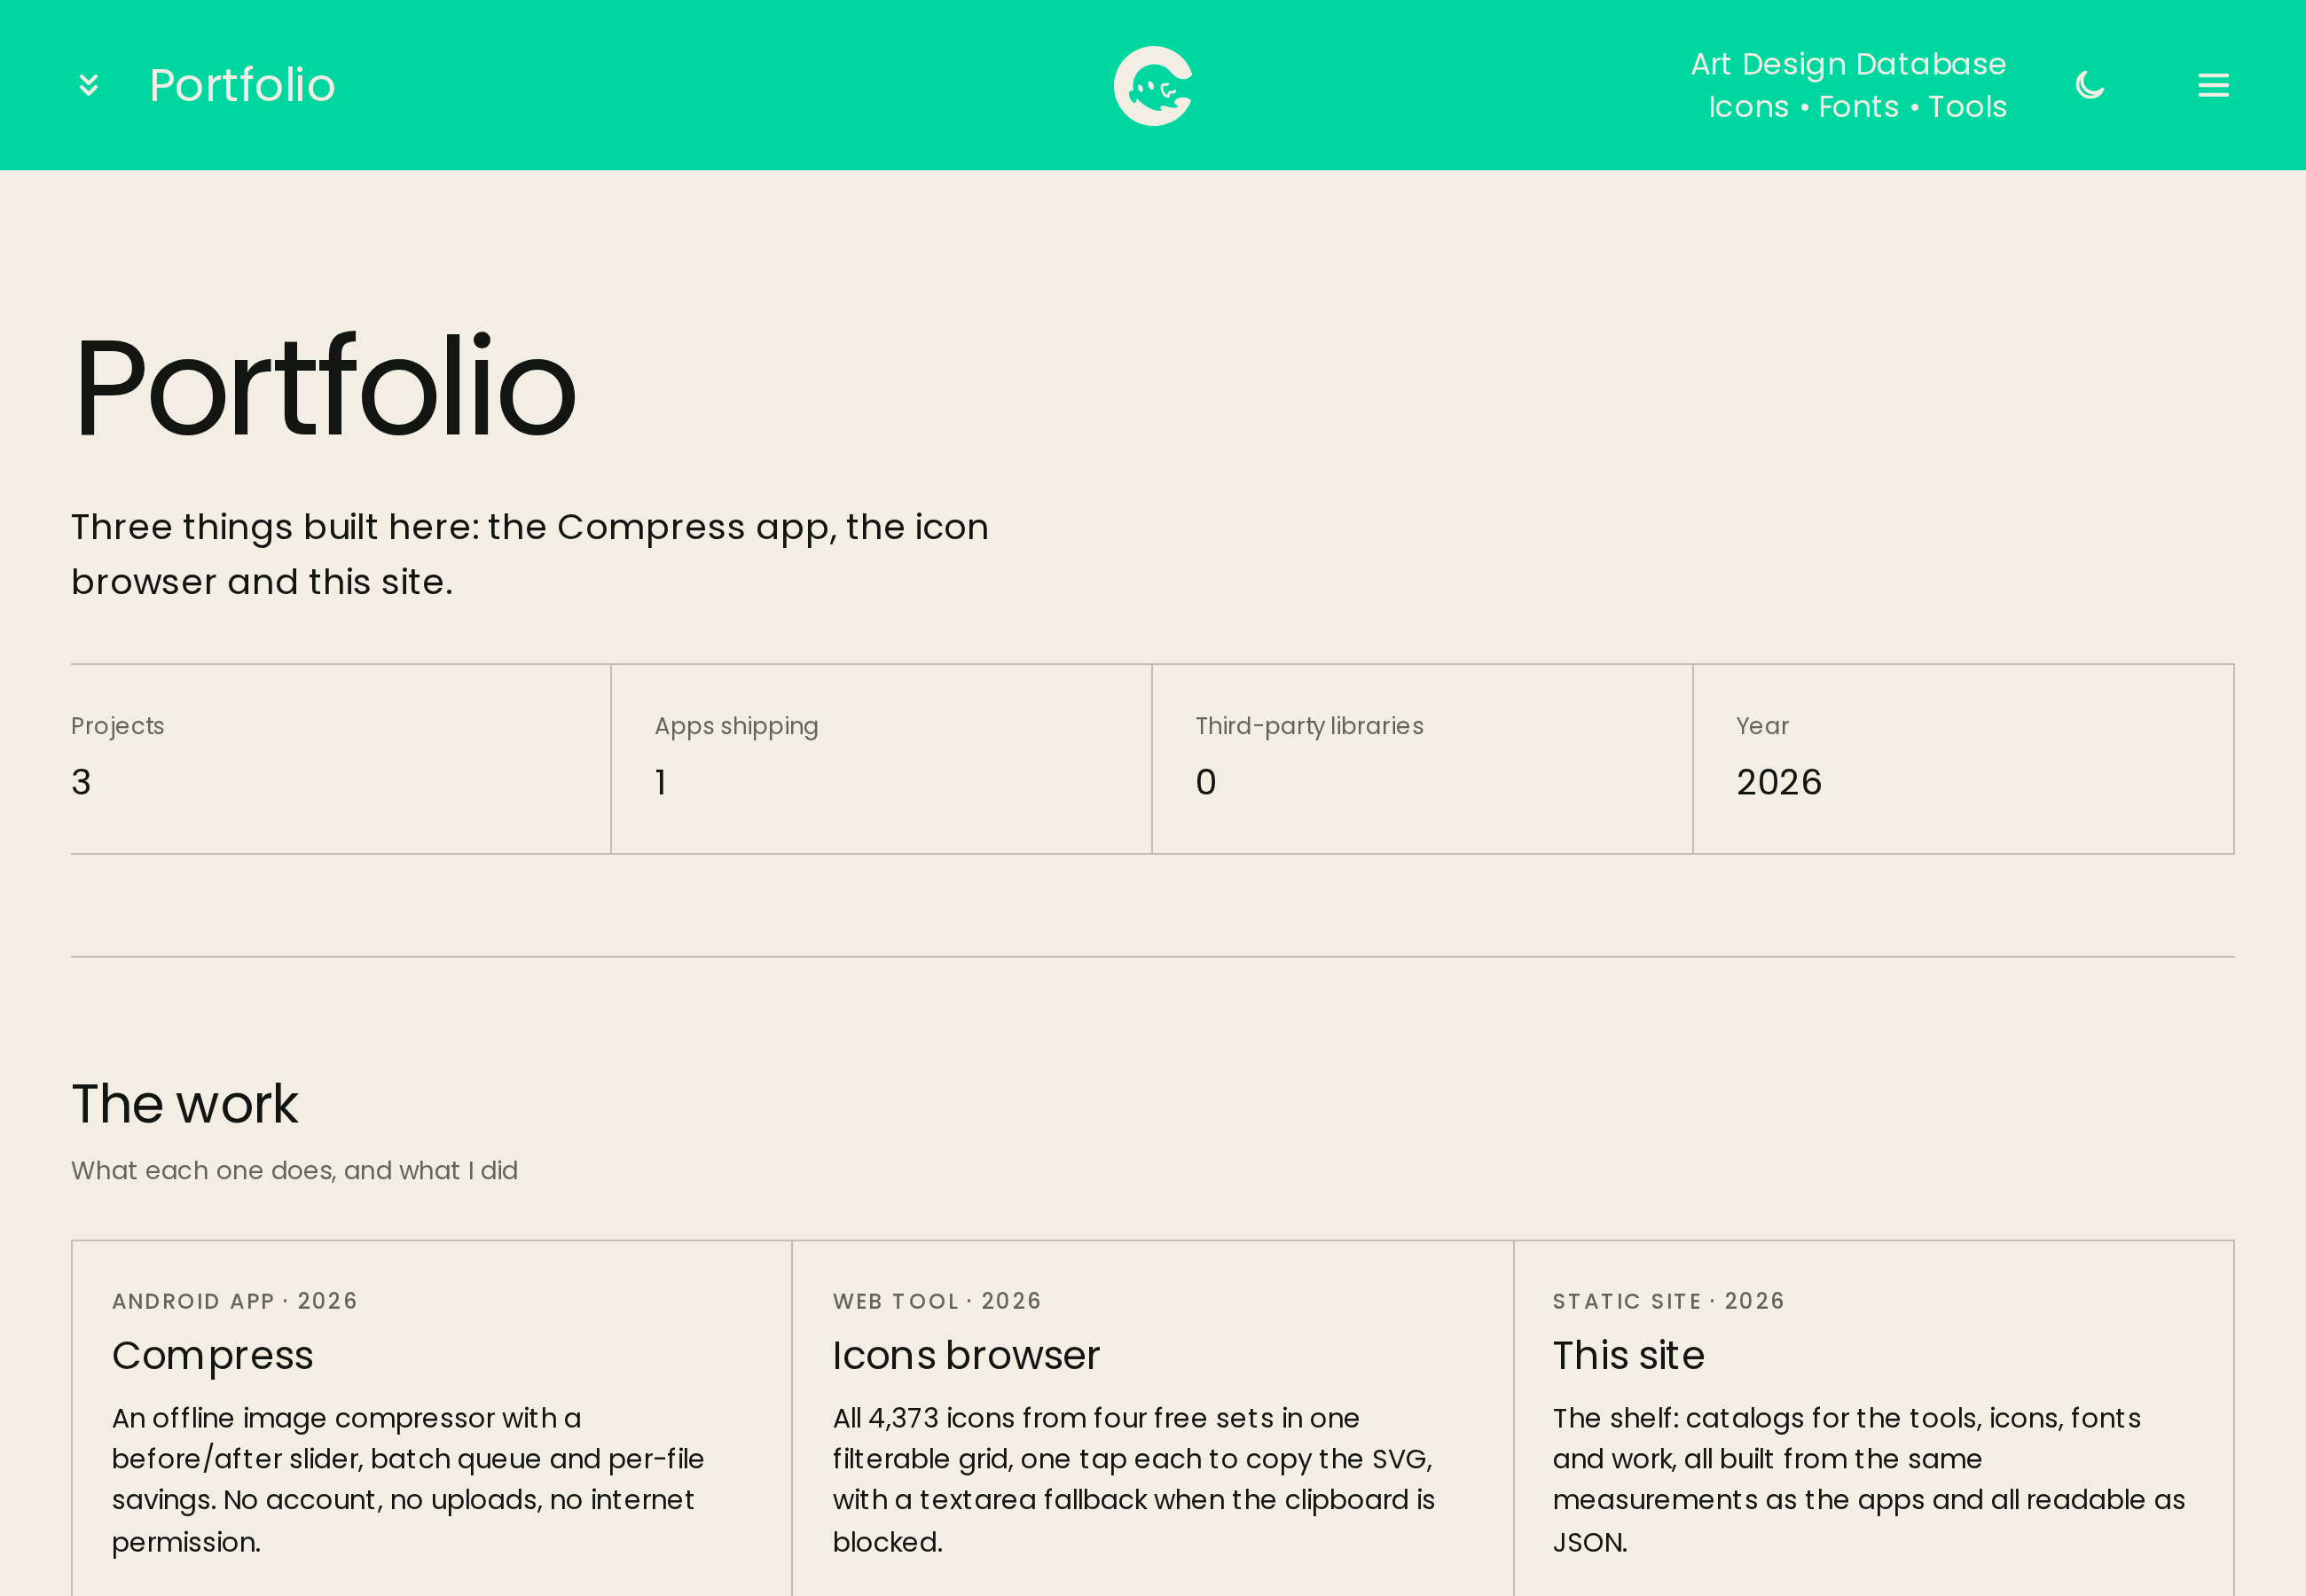 Portfolio
Art Design Database
Icons • Fonts • Tools
Portfolio
Three things built here: the Compress app, the icon
browser and this site.
Projects
3
Apps shipping
1
Third-party libraries
0
Year
2026
The work
What each one does, and what I did
ANDROID APP · 2026
Compress
An offline image compressor with a
before/after slider, batch queue and per-file
savings. No account, no uploads, no internet
permission.
WEB TOOL · 2026
Icons browser
All 4,373 icons from four free sets in one
filterable grid, one tap each to copy the SVG,
with a textarea fallback when the clipboard is
blocked.
STATIC SITE · 2026
This site
The shelf: catalogs for the tools, icons, fonts
and work, all built from the same
measurements as the apps and all readable as
JSON.